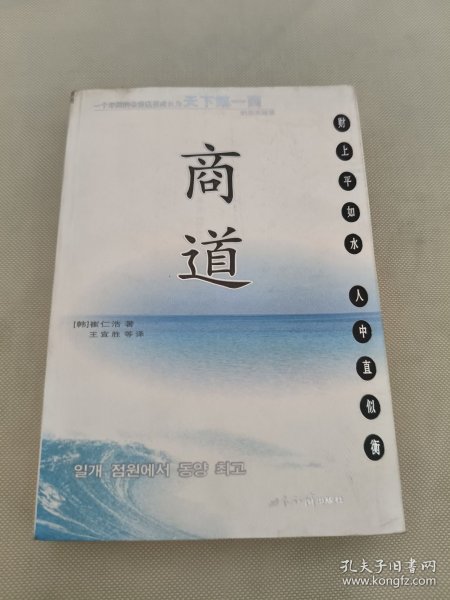 天下第一商
商
道
财上平如水 人中直似衡
[韩]崔仁浩 著
王宜胜 等译
일개 점원에서 동양 최고
孔夫子旧书网
www.kongfz.com